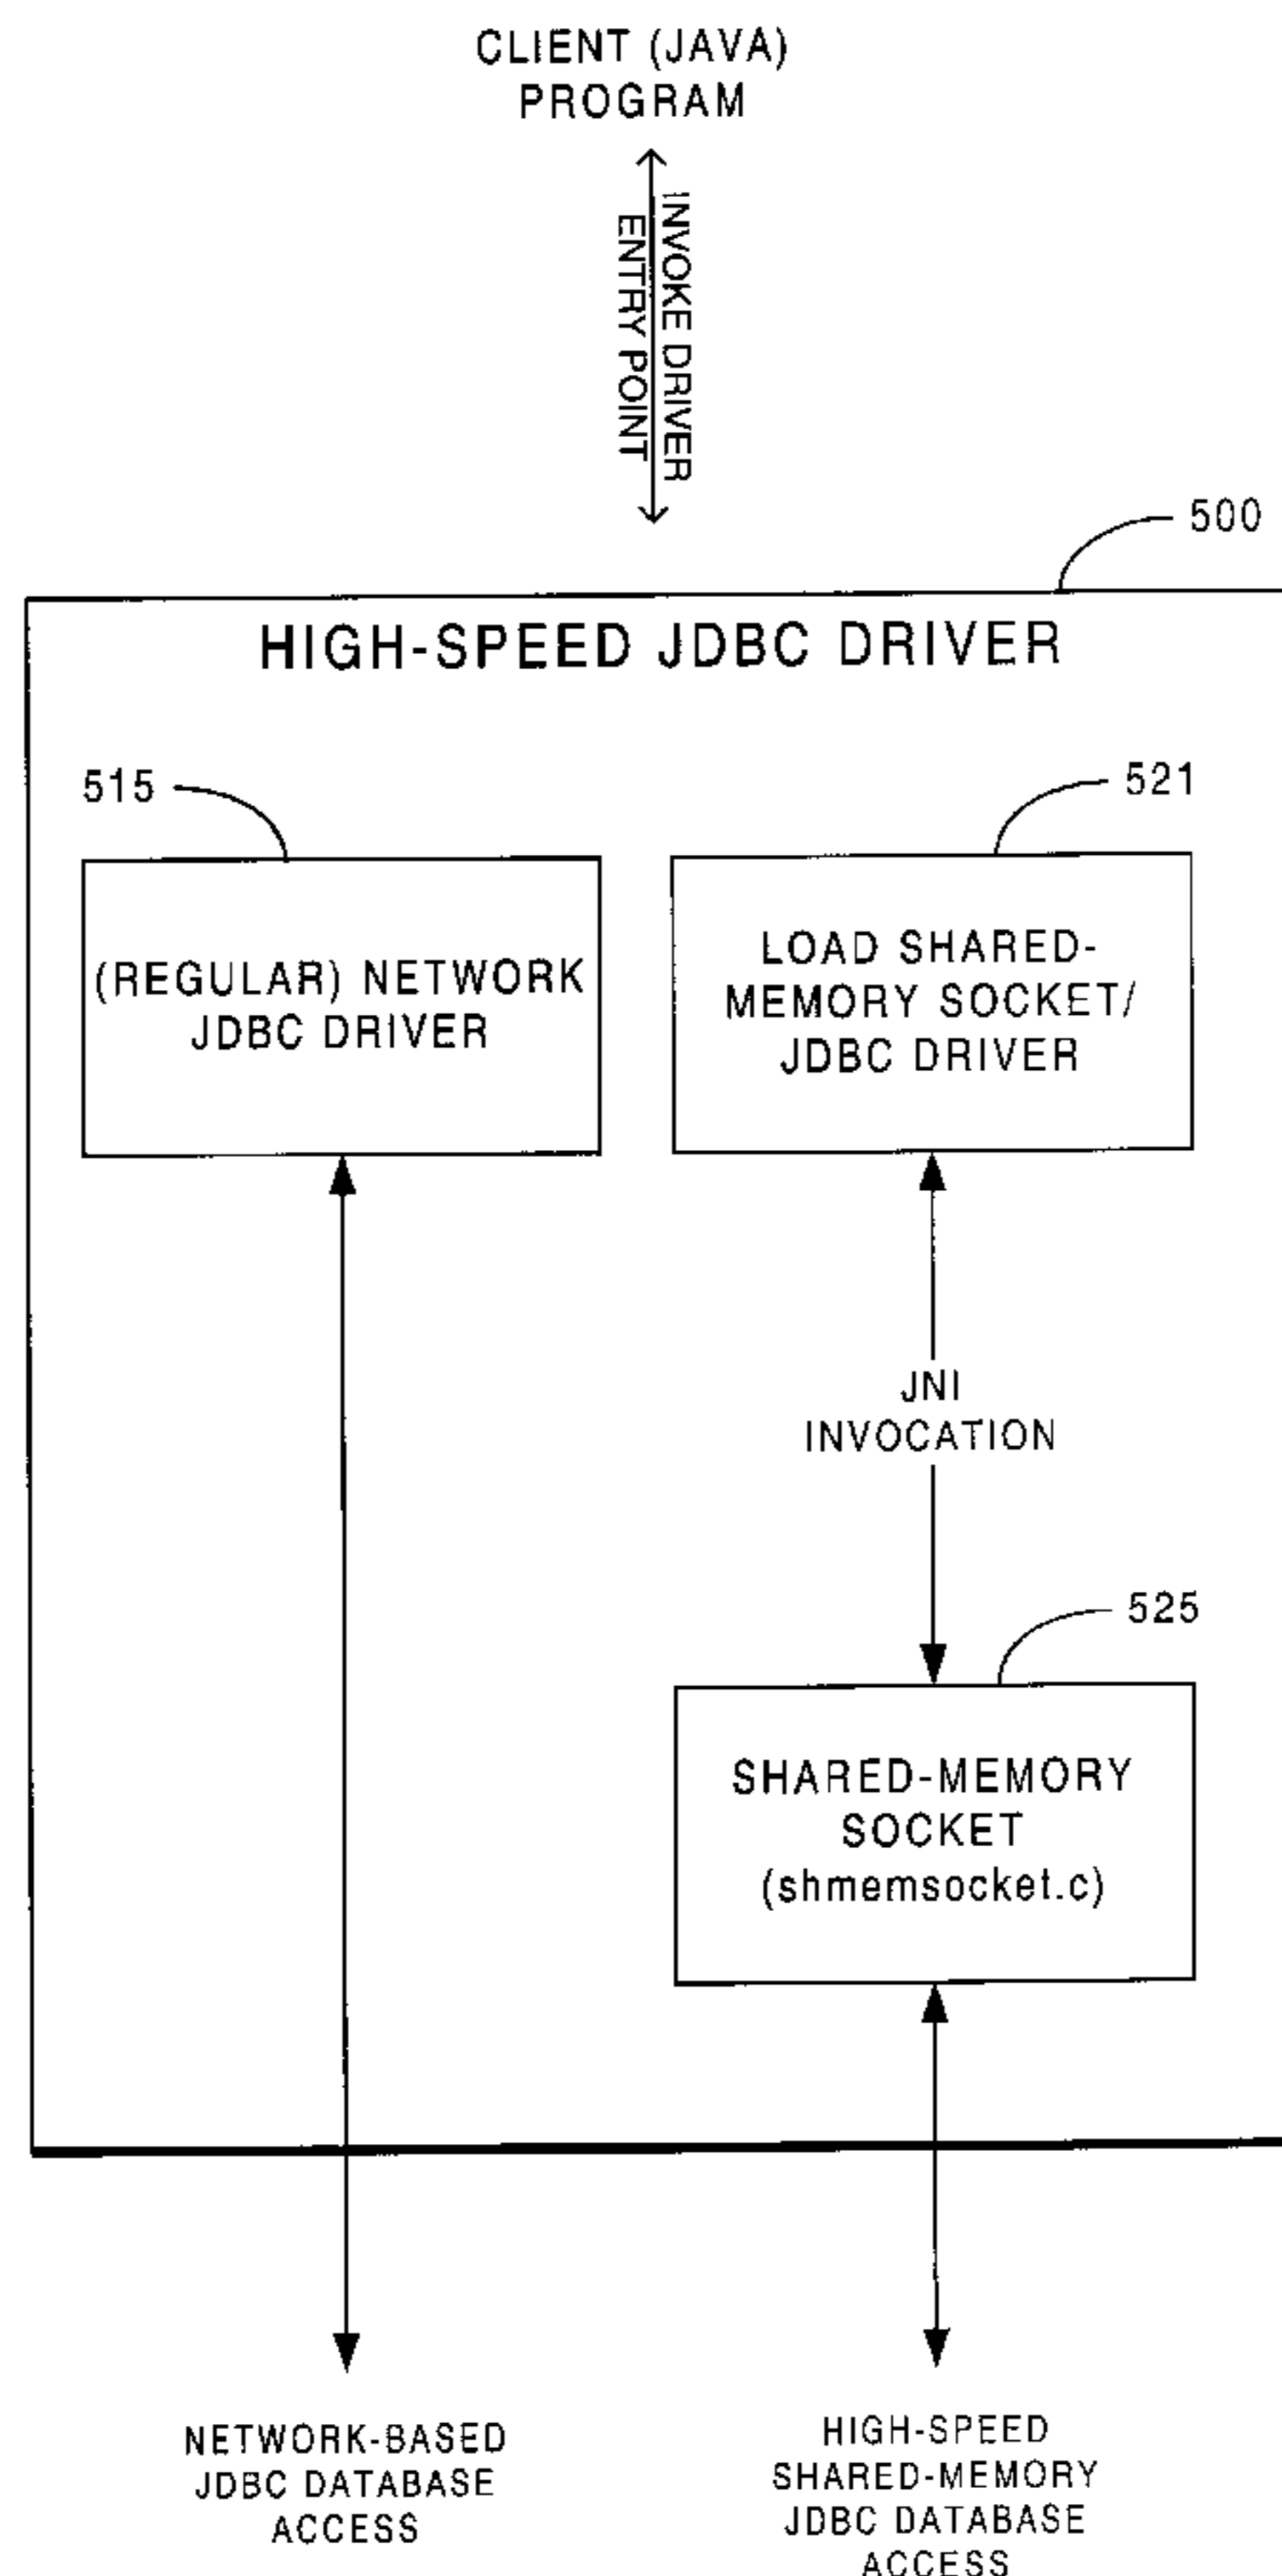 CLIENT (JAVA)
PROGRAM
INVOKE DRIVER
ENTRY POINT
500
HIGH-SPEED JDBC DRIVER
515
521
(REGULAR) NETWORK
JDBC DRIVER
LOAD SHARED-
MEMORY SOCKET/
JDBC DRIVER
JNI
INVOCATION
525
SHARED-MEMORY
SOCKET
(shmemsocket.c)
NETWORK-BASED
JDBC DATABASE
ACCESS
HIGH-SPEED
SHARED-MEMORY
JDBC DATABASE
ACCESS